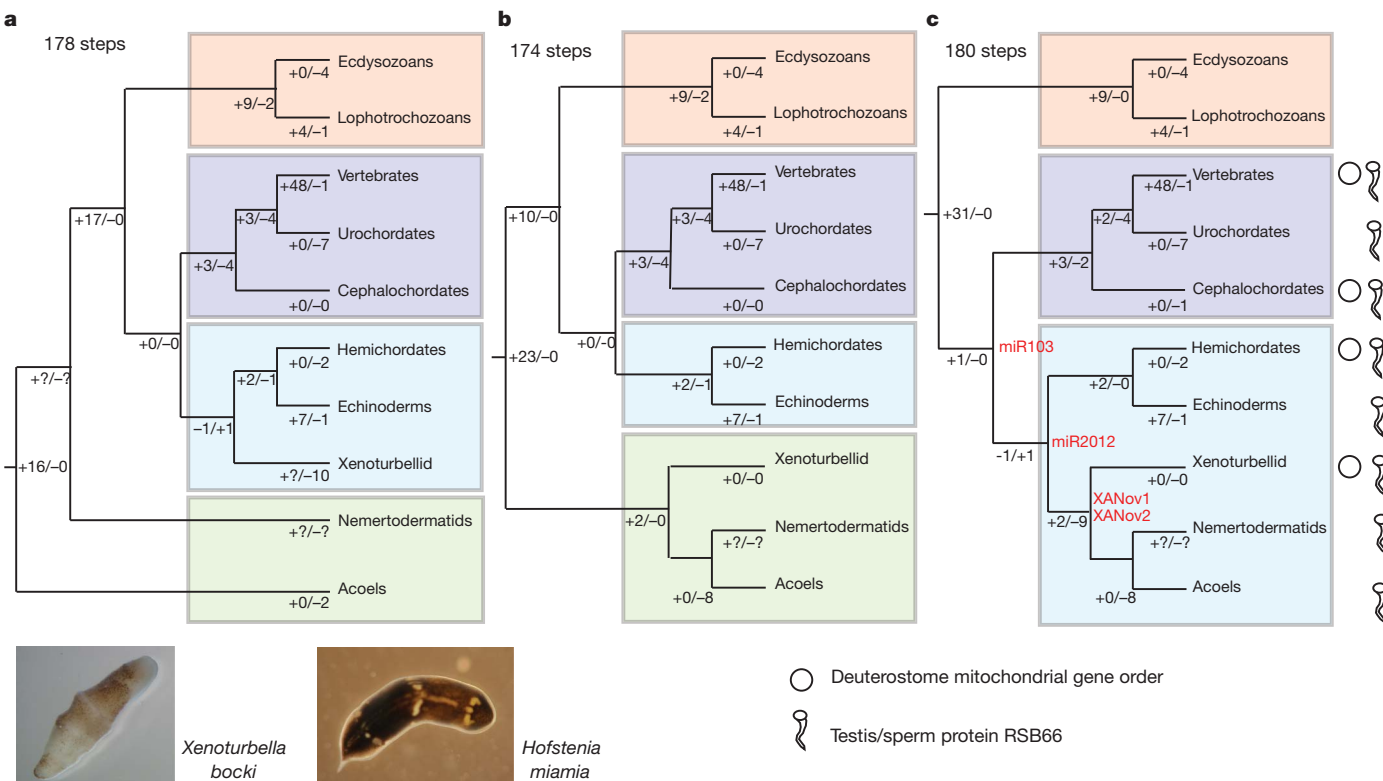 a
178 steps
Ecdysozoans
+0/–4
+9/–2
Lophotrochozoans
+4/–1
Vertebrates
+48/–1
+3/–4
Urochordates
+0/–7
+17/–0
+3/–4
Cephalochordates
+0/–0
+0/–0
Hemichordates
+0/–2
+2/–1
+?/–?
Echinoderms
+7/–1
–1/+1
Xenoturbellid
+?/–10
+16/–0
Nemertodermatids
+?/–?
Acoels
+0/–2
b
174 steps
Ecdysozoans
+0/–4
+9/–2
Lophotrochozoans
+4/–1
Vertebrates
+48/–1
+10/–0
+3/–4
Urochordates
+0/–7
+3/–4
Cephalochordates
+0/–0
+0/–0
Hemichordates
+0/–2
+23/–0
+2/–1
Echinoderms
+7/–1
Xenoturbellid
+0/–0
+2/–0
Nemertodermatids
+?/–?
Acoels
+0/–8
c
180 steps
Ecdysozoans
+0/–4
+9/–0
Lophotrochozoans
+4/–1
Vertebrates
+48/–1
+31/–0
+2/–4
Urochordates
+0/–7
+3/–2
Cephalochordates
+0/–1
miR103
+1/–0
Hemichordates
+0/–2
+2/–0
Echinoderms
+7/–1
miR2012
-1/+1
Xenoturbellid
+0/–0
XANov1
XANov2
+2/–9
Nemertodermatids
+?/–?
Acoels
+0/–8
Xenoturbella
bocki
Hofstenia
miamia
Deuterostome mitochondrial gene order
Testis/sperm protein RSB66